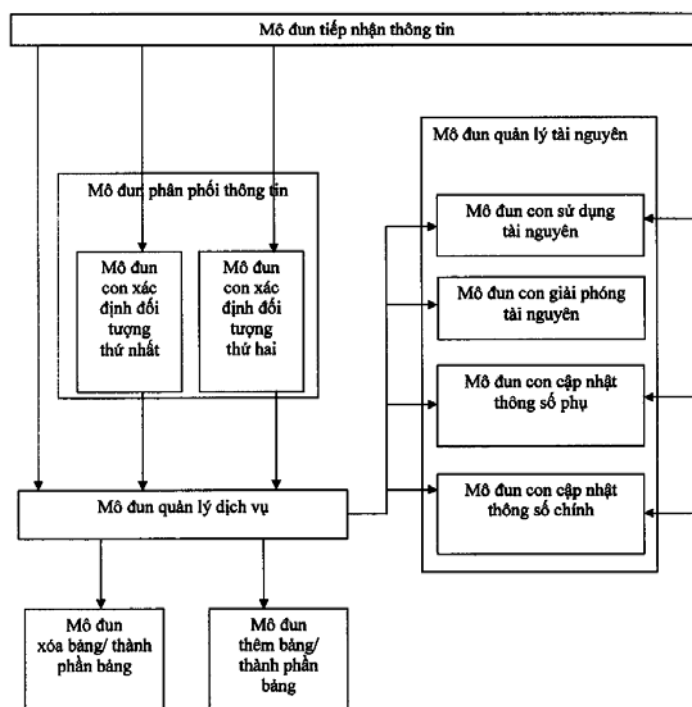 Mô đun tiếp nhận thông tin
Mô đun quản lý tài nguyên
Mô đun phân phối thông tin
Mô đun con sử dụng
tài nguyên
Mô đun
con xác
định đối
tượng
thứ nhất
Mô đun
con xác
định đối
tượng
thứ hai
Mô đun con giải phóng
tài nguyên
Mô đun con cập nhật
thông số phụ
Mô đun con cập nhật
thông số chính
Mô đun quản lý dịch vụ
Mô đun
xóa bảng/ thành
phần bảng
Mô đun
thêm bảng/
thành phần
bảng